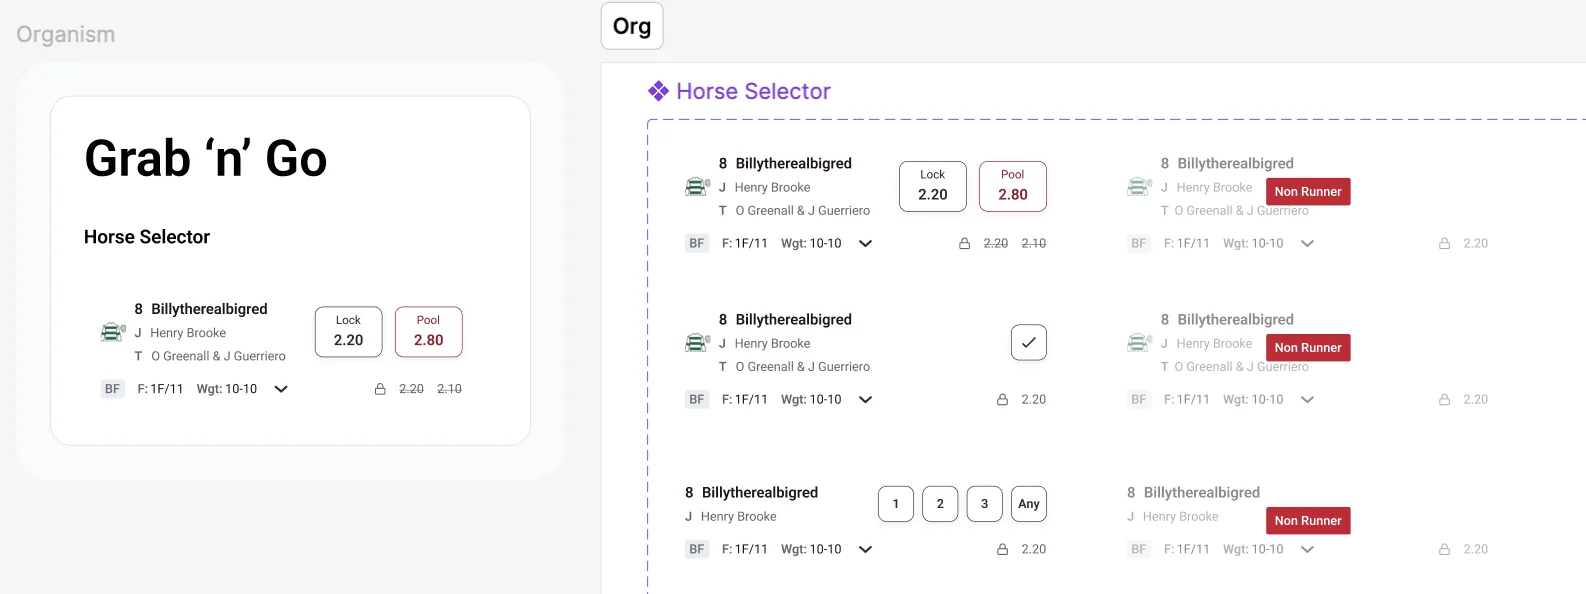 Organism
Grab ‘n’ Go
Horse Selector
8 Billytherealbigred
J Henry Brooke
T O Greenall & J Guerriero
Lock
2.20
Pool
2.80
BF F: 1F/11 Wgt: 10-10
2.20 2.10
Org
Horse Selector
8 Billytherealbigred
J Henry Brooke
T O Greenall & J Guerriero
Lock
2.20
Pool
2.80
BF F: 1F/11 Wgt: 10-10
2.20 2.10
8 Billytherealbigred
J Henry Brooke
T O Greenall & J Guerriero
Non Runner
BF F: 1F/11 Wgt: 10-10
2.20
8 Billytherealbigred
J Henry Brooke
T O Greenall & J Guerriero
BF F: 1F/11 Wgt: 10-10
2.20
8 Billytherealbigred
J Henry Brooke
T O Greenall & J Guerriero
Non Runner
BF F: 1F/11 Wgt: 10-10
2.20
8 Billytherealbigred
J Henry Brooke
1 2 3 Any
BF F: 1F/11 Wgt: 10-10
2.20
8 Billytherealbigred
J Henry Brooke
Non Runner
BF F: 1F/11 Wgt: 10-10
2.20